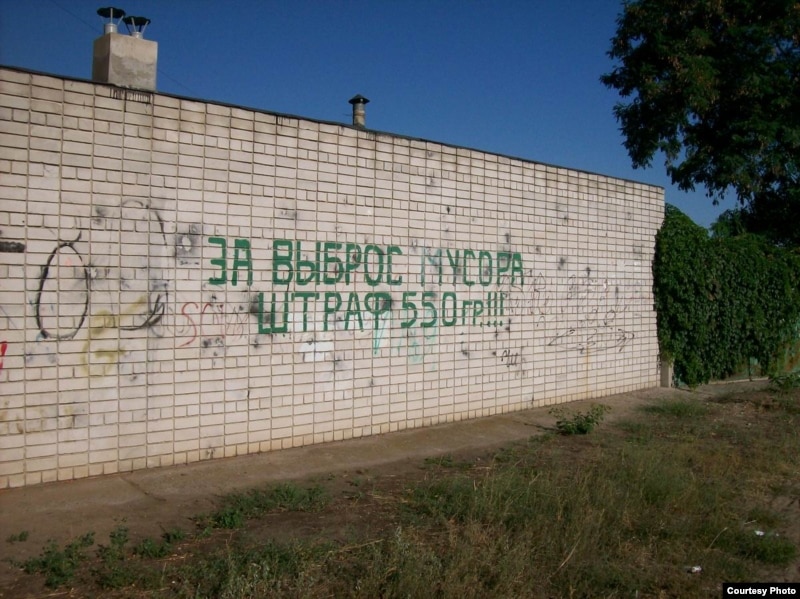 ЗА ВЫБРОС МУСОРА
ШТРАФ 550 ГР!!!
Courtesy Photo